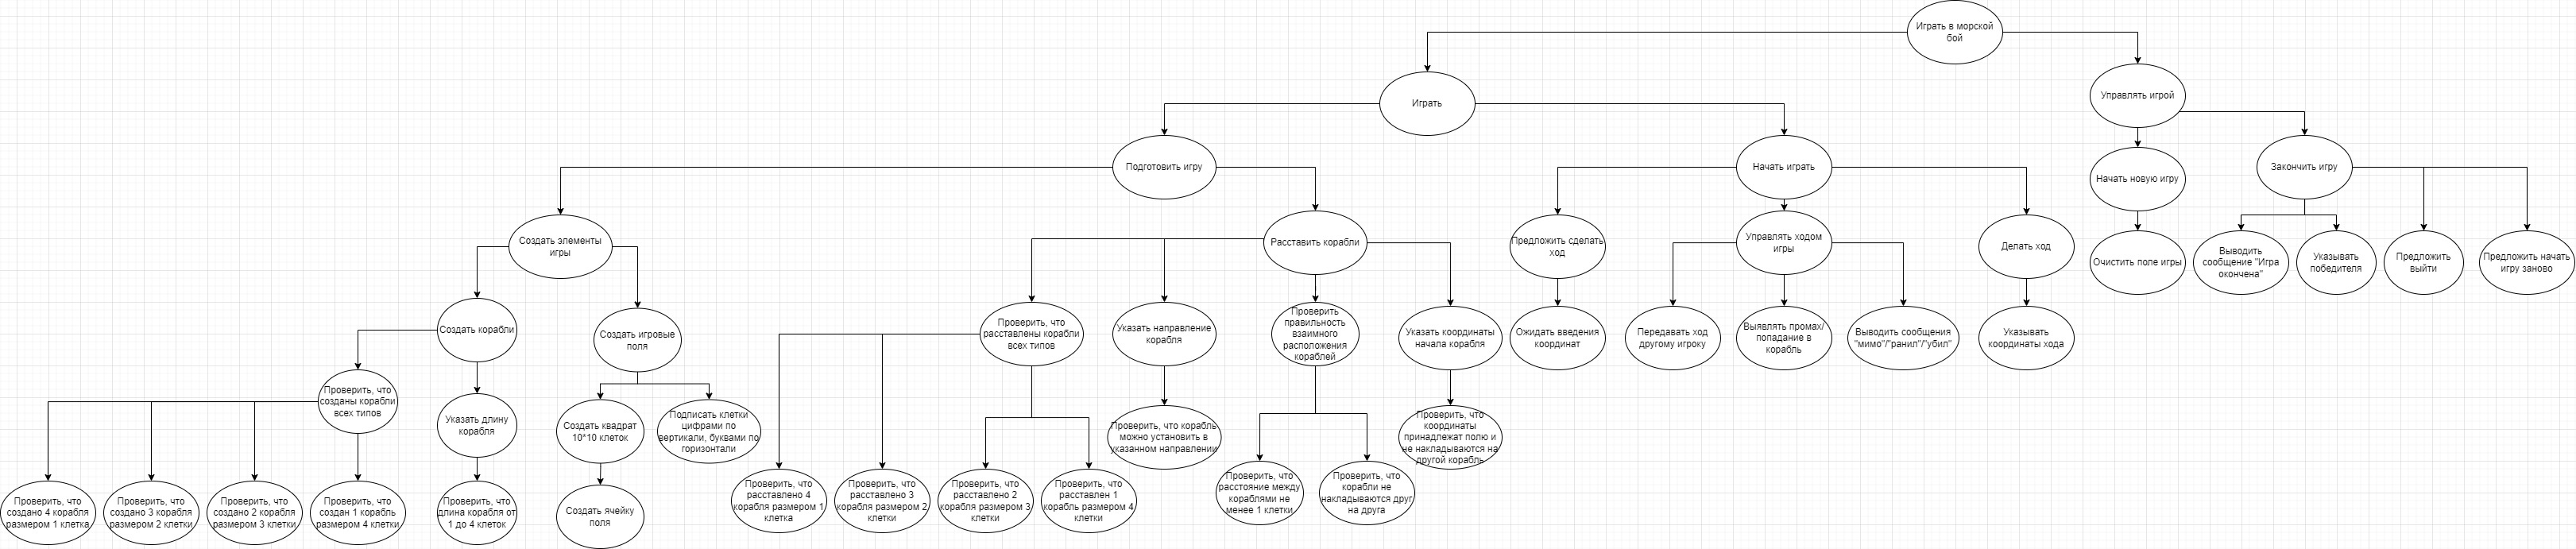 Играть в морской
бой
Управлять игрой
Играть
Подготовить игру
Начать играть
Начать новую игру
Закончить игру
Создать элементы
игры
Расставить корабли
Предложить сделать
ход
Управлять ходом
игры
Делать ход
Очистить поле игры
Выводить
сообщение "Игра
окончена"
Указывать
победителя
Предложить
выйти
Предложить начать
игру заново
Создать корабли
Создать игровые
поля
Проверить, что
расставлены корабли
всех типов
Указать направление
корабля
Проверить
правильность
взаимного
расположения
кораблей
Указать координаты
начала корабля
Ожидать введения
координат
Передавать ход
другому игроку
Выявлять промах/
попадание в
корабль
Выводить сообщения
"мимо"/"ранил"/"убил"
Указывать
координаты хода
Проверить, что
созданы корабли
всех типов
Указать длину
корабля
Создать квадрат
10*10 клеток
Подписать клетки
цифрами по
вертикали, буквами по
горизонтали
Проверить, что корабль
можно установить в
указанном направлении
Проверить, что
координаты
принадлежат полю и
не накладываются на
другой корабль
Проверить, что
создано 4 корабля
размером 1 клетка
Проверить, что
создано 3 корабля
размером 2 клетки
Проверить, что
создано 2 корабля
размером 3 клетки
Проверить, что
создан 1 корабль
размером 4 клетки
Проверить, что
длина корабля от
1 до 4 клеток
Создать ячейку
поля
Проверить, что
расставлено 4
корабля размером 1
клетка
Проверить, что
расставлено 3
корабля размером 2
клетки
Проверить, что
расставлено 2
корабля размером 3
клетки
Проверить, что
расставлен 1
корабль размером 4
клетки
Проверить, что
расстояние между
кораблями не
менее 1 клетки
Проверить, что
корабли не
накладываются друг
на друга